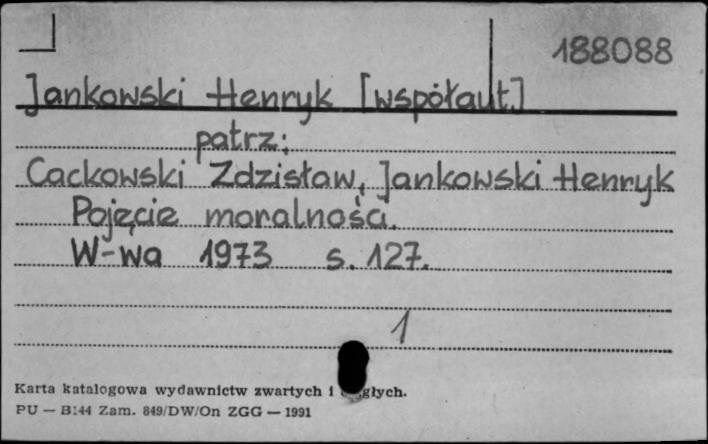 188088
Jankowski Henryk [współaut.]
patrz:
Cackowski Zdzisław, Jankowski Henryk
Pojęcie moralności.
W-wa 1973 s. 127.
1
Karta katalogowa wydawnictw zwartych i
PU — B:44 Zam. 849/DW/On ZGG — 1991